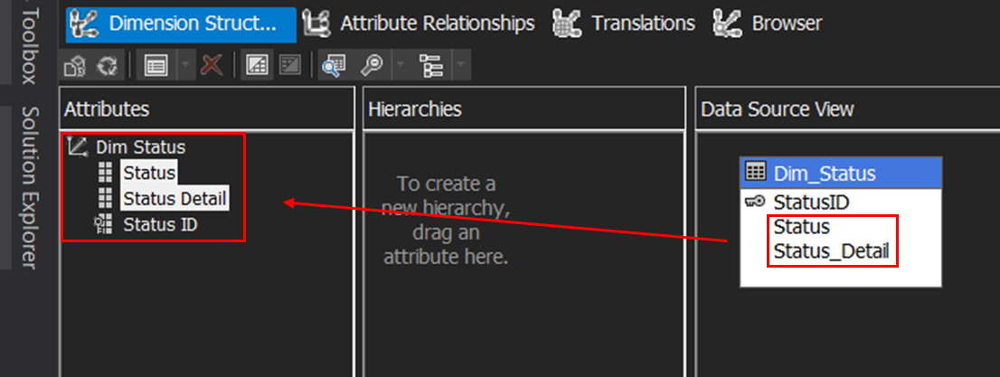 Toolbox
Solution Explorer
Dimension Struct...
Attribute Relationships
Translations
Browser
Attributes
Dim Status
Status
Status Detail
Status ID
Hierarchies
To create a
new hierarchy,
drag an
attribute here.
Data Source View
Dim_Status
StatusID
Status
Status_Detail